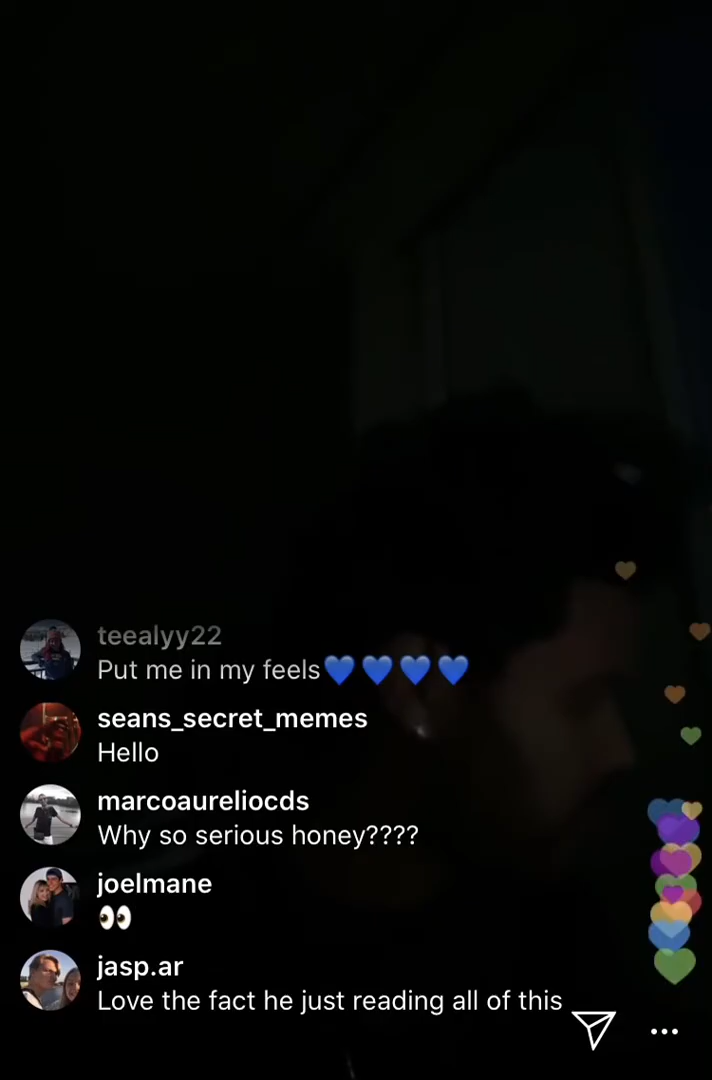 teealyy22
Put me in my feels💙💙💙💙
seans_secret_memes
Hello
marcoaureliocds
Why so serious honey????
joelmane
👀
jasp.ar
Love the fact he just reading all of this